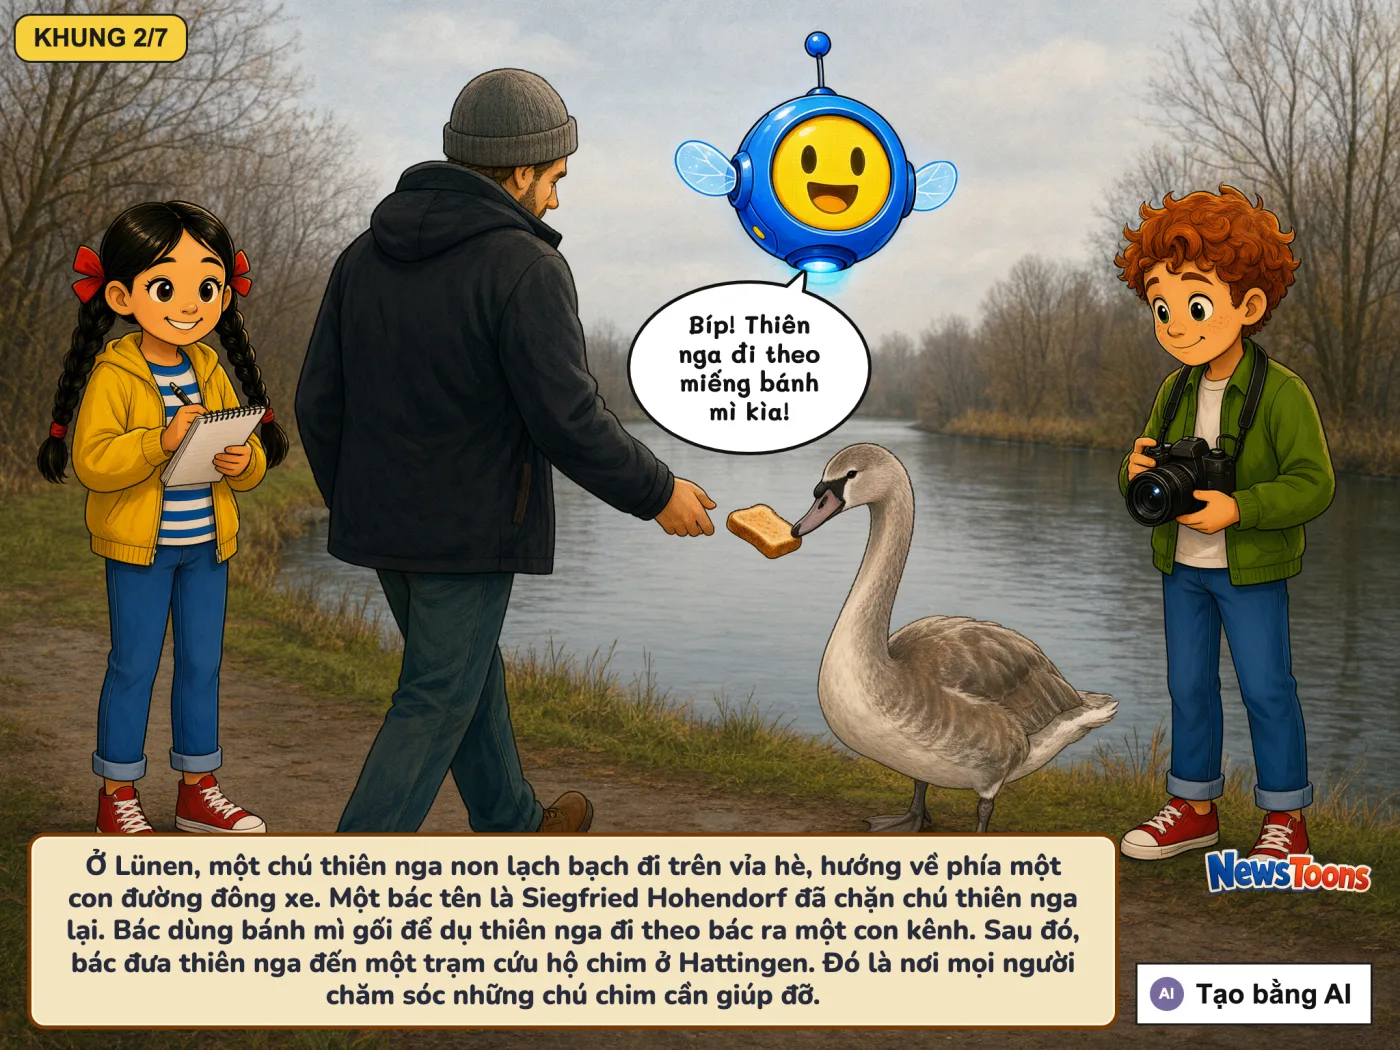 KHUNG 2/7
Bíp! Thiên
nga đi theo
miếng bánh
mì kìa!
Ở Lünen, một chú thiên nga non lạch bạch đi trên vỉa hè, hướng về phía một
con đường đông xe. Một bác tên là Siegfried Hohendorf đã chặn chú thiên nga
lại. Bác dùng bánh mì gối để dụ thiên nga đi theo bác ra một con kênh. Sau đó,
bác đưa thiên nga đến một trạm cứu hộ chim ở Hattingen. Đó là nơi mọi người
chăm sóc những chú chim cần giúp đỡ.
NEWSTOONS
AI Tạo bằng AI